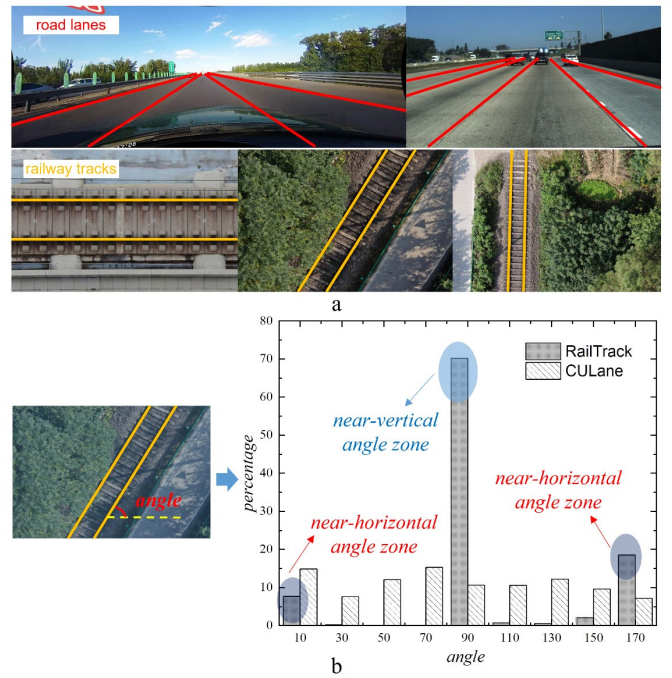 road lanes
railway tracks
a
80
70
60
50
40
30
20
10
0
percentage
RailTrack
CULane
near-vertical
angle zone
near-horizontal
angle zone
near-horizontal
angle zone
angle
10 30 50 70 90 110 130 150 170
angle
b